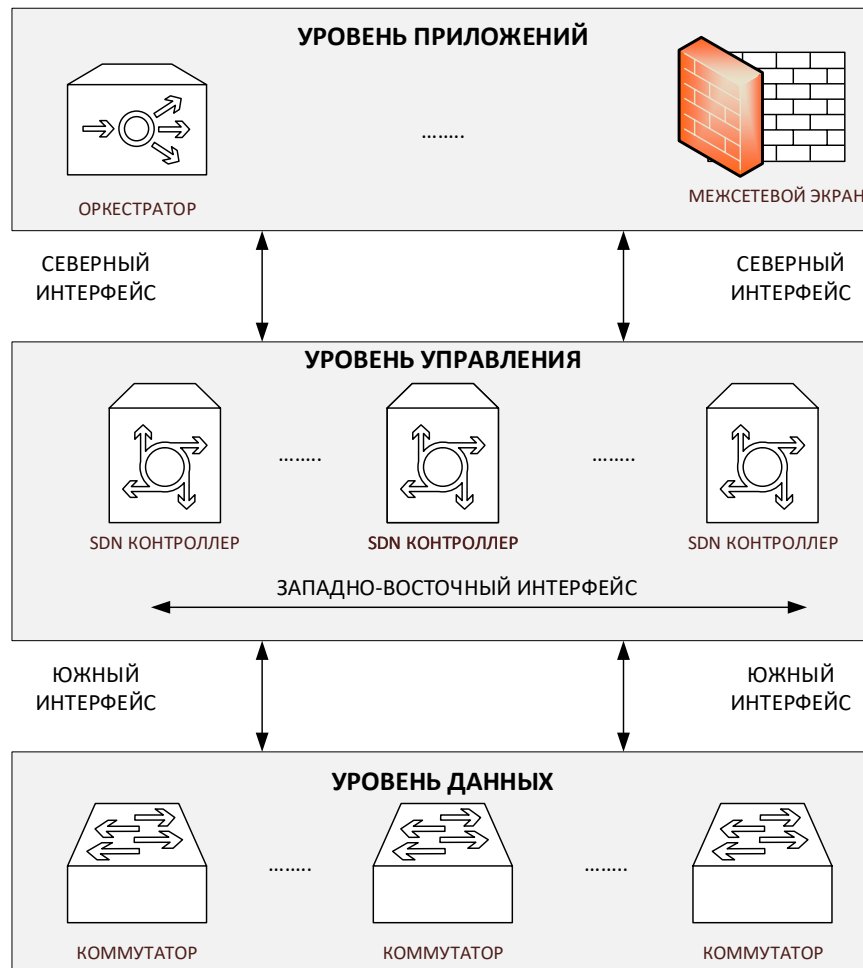 УРОВЕНЬ ПРИЛОЖЕНИЙ
........
ОРКЕСТРАТОР
МЕЖСЕТЕВОЙ ЭКРАН
СЕВЕРНЫЙ
ИНТЕРФЕЙС
СЕВЕРНЫЙ
ИНТЕРФЕЙС
УРОВЕНЬ УПРАВЛЕНИЯ
........
........
SDN КОНТРОЛЛЕР
SDN КОНТРОЛЛЕР
SDN КОНТРОЛЛЕР
ЗАПАДНО-ВОСТОЧНЫЙ ИНТЕРФЕЙС
ЮЖНЫЙ
ИНТЕРФЕЙС
ЮЖНЫЙ
ИНТЕРФЕЙС
УРОВЕНЬ ДАННЫХ
........
........
КОММУТАТОР
КОММУТАТОР
КОММУТАТОР